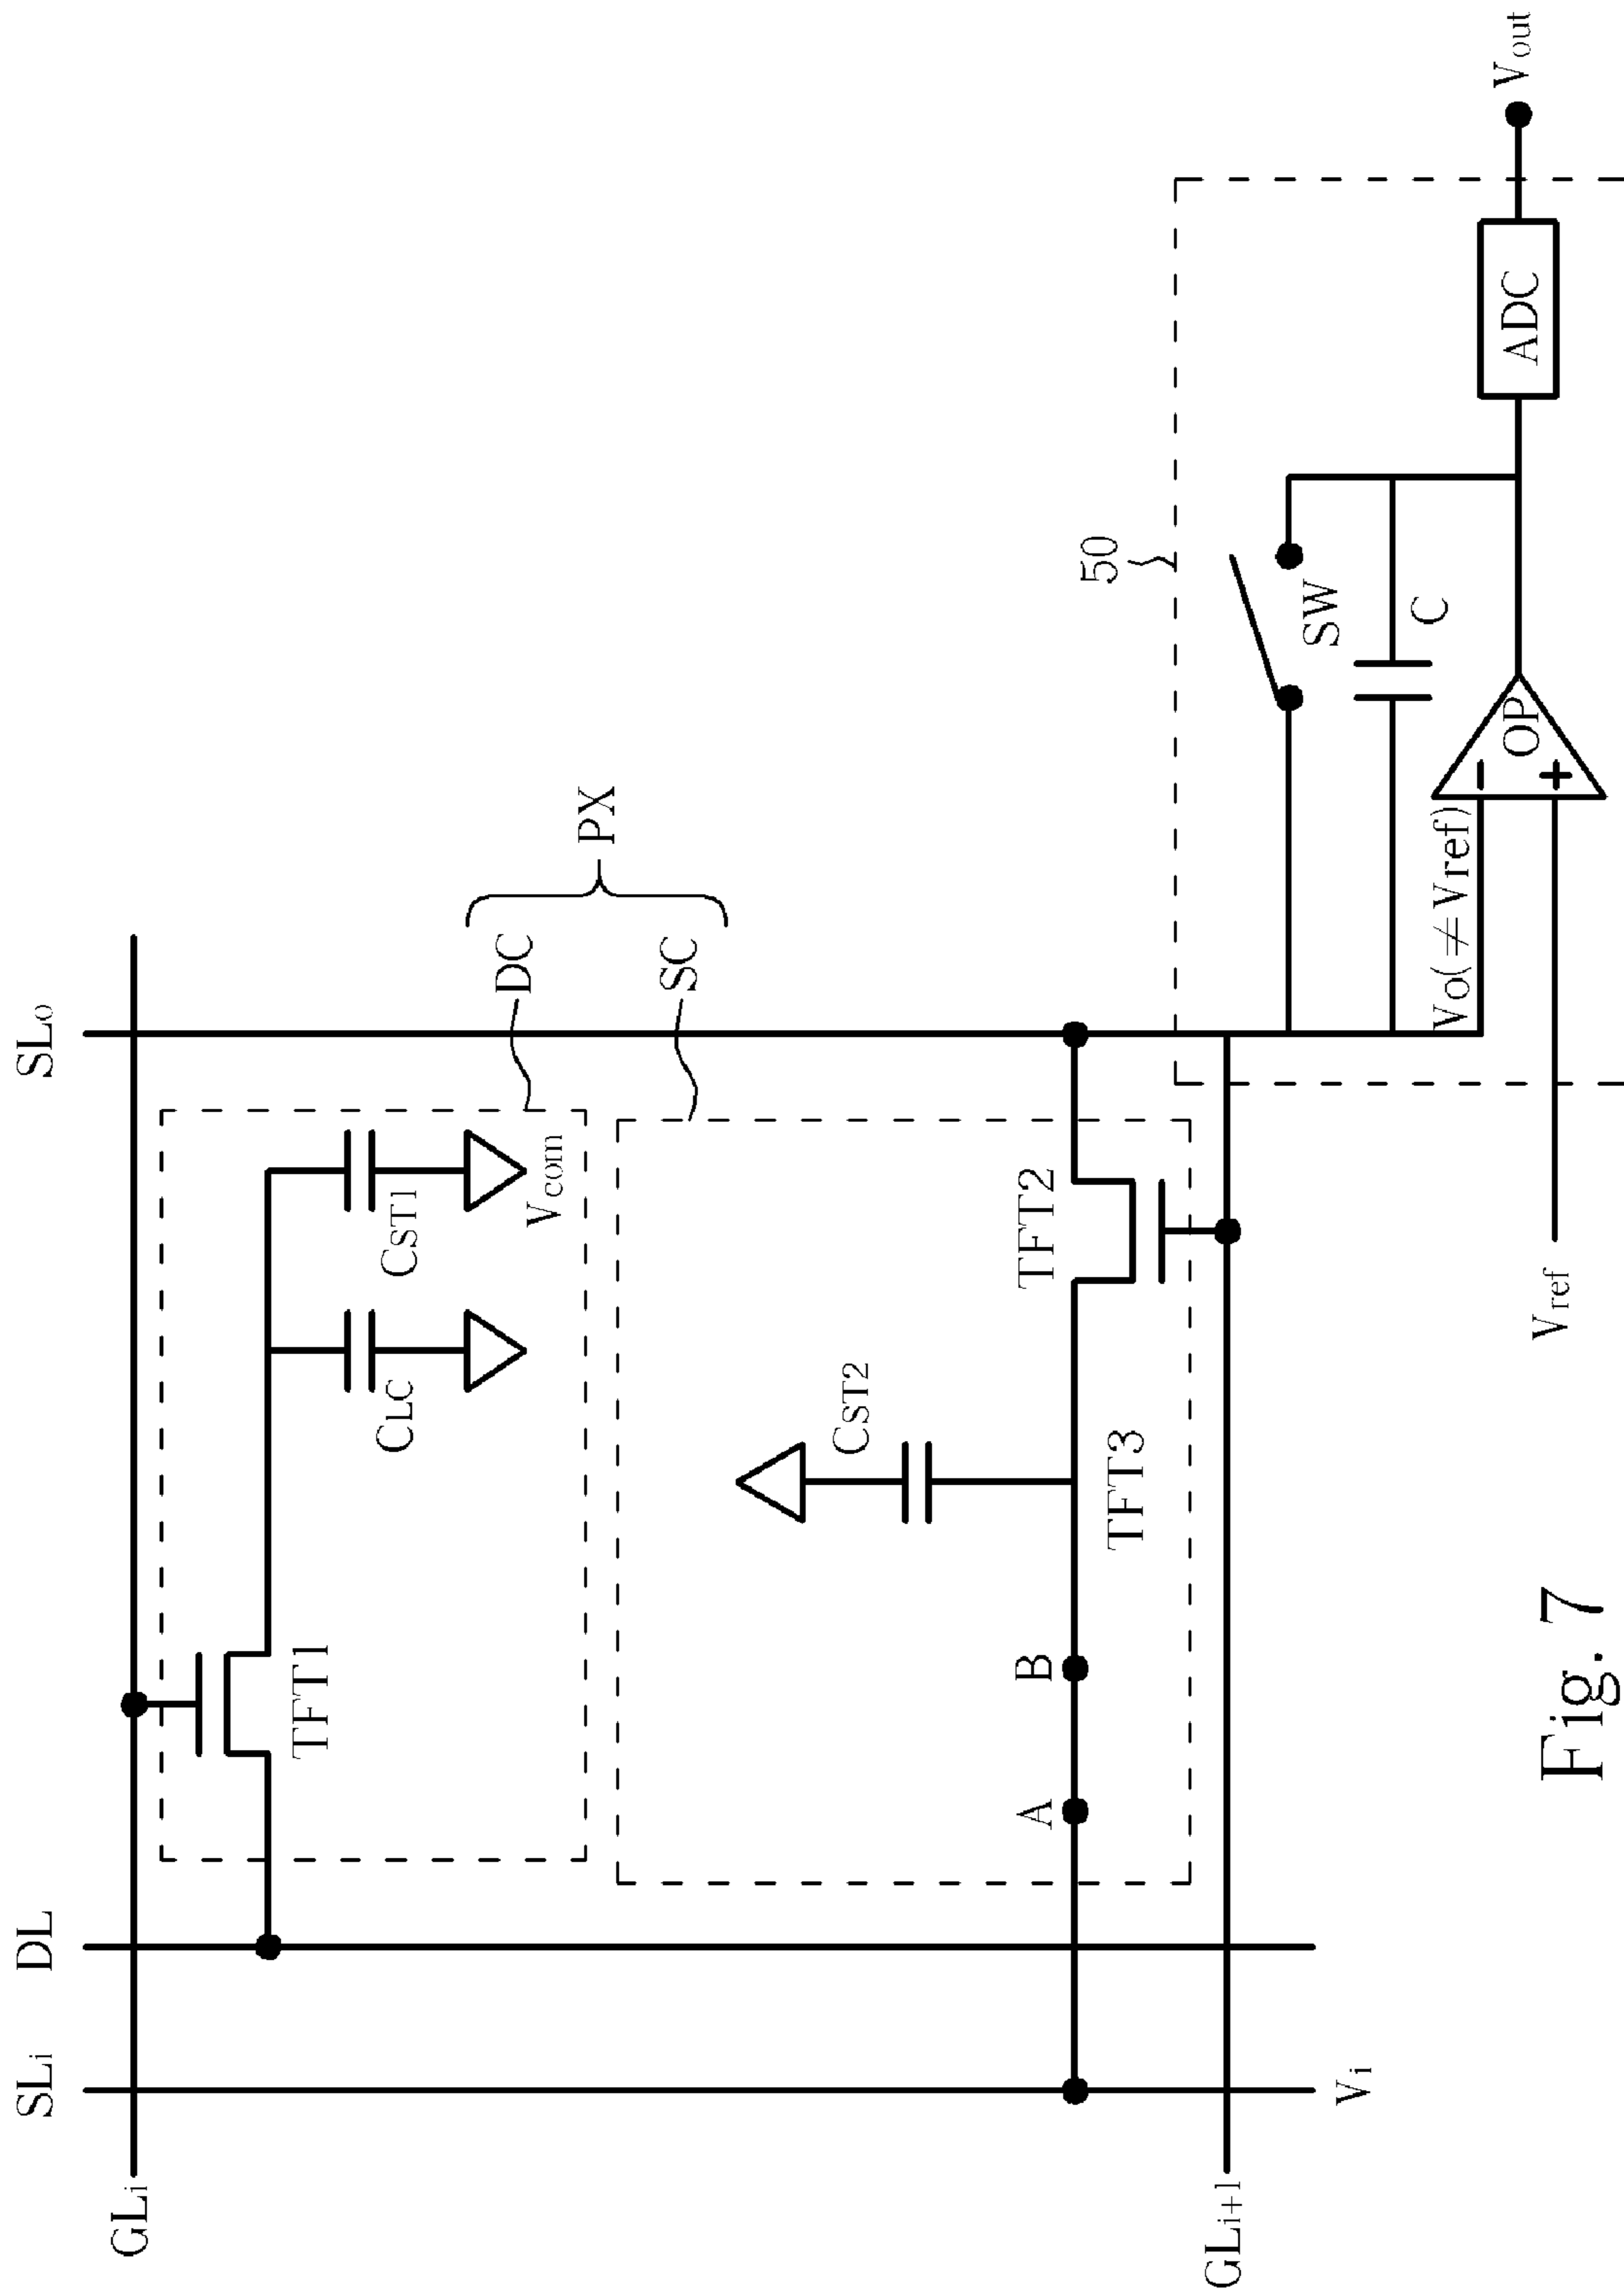 SLi
DL
SLo
GLi
TFT1
CLC
CST1
Vcom
DC
SC
PX
A
B
CST2
TFT3
TFT2
GLi+1
Vi
50
SW
C
Vo(≠Vref)
OP
−
+
ADC
Vout
Vref
Fig. 7